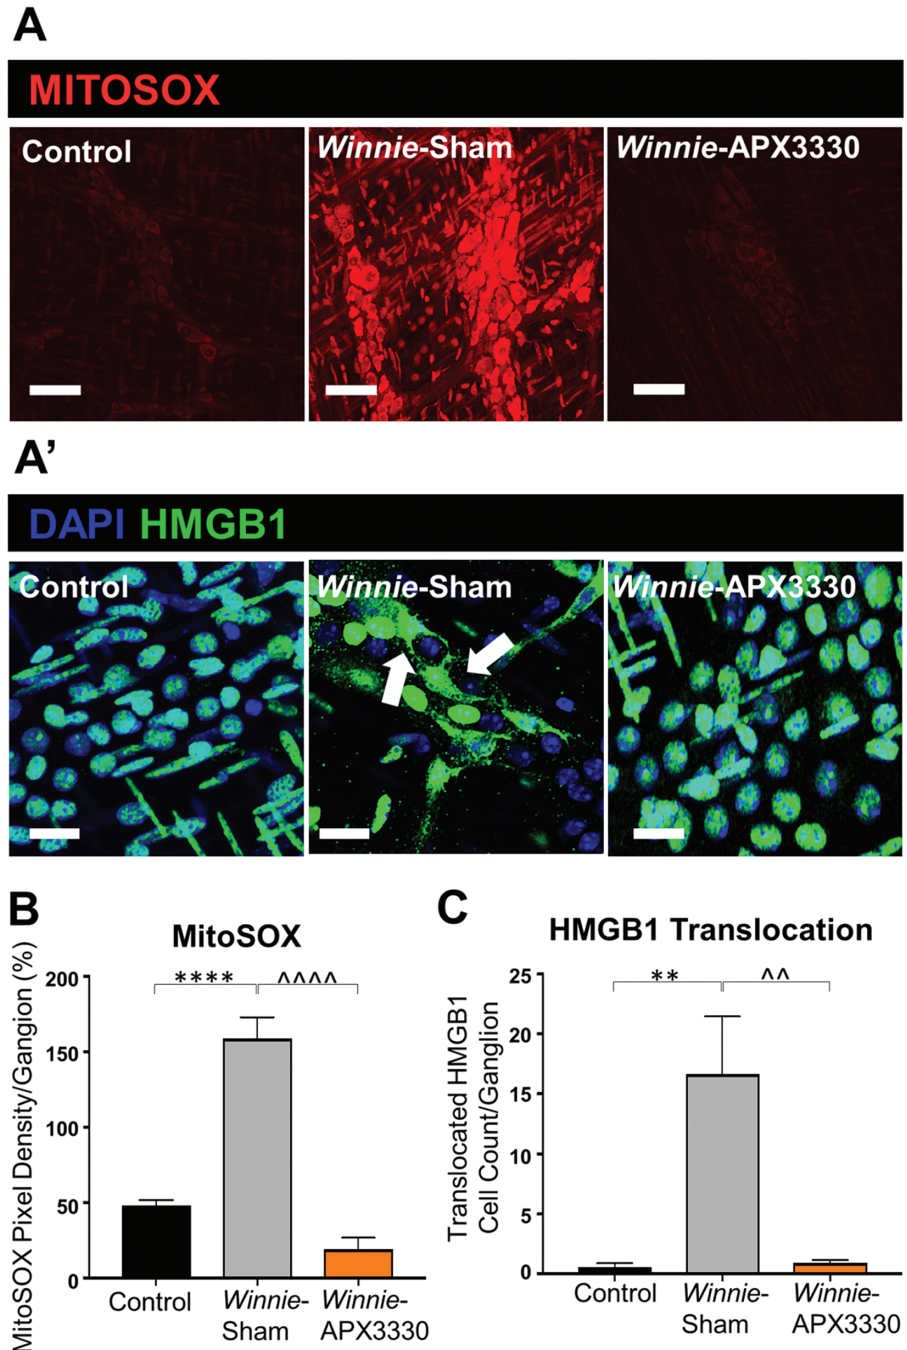 A
MITOSOX
Control
Winnie-Sham
Winnie-APX3330
A’
DAPI HMGB1
Control
Winnie-Sham
Winnie-APX3330
B
MitoSOX
MitoSOX Pixel Density/Gangion (%)
200
150
100
50
0
****
^^^^
Control
Winnie-
Sham
Winnie-
APX3330
C
HMGB1 Translocation
Translocated HMGB1
Cell Count/Ganglion
25
20
15
10
5
0
**
^^
Control
Winnie-
Sham
Winnie-
APX3330